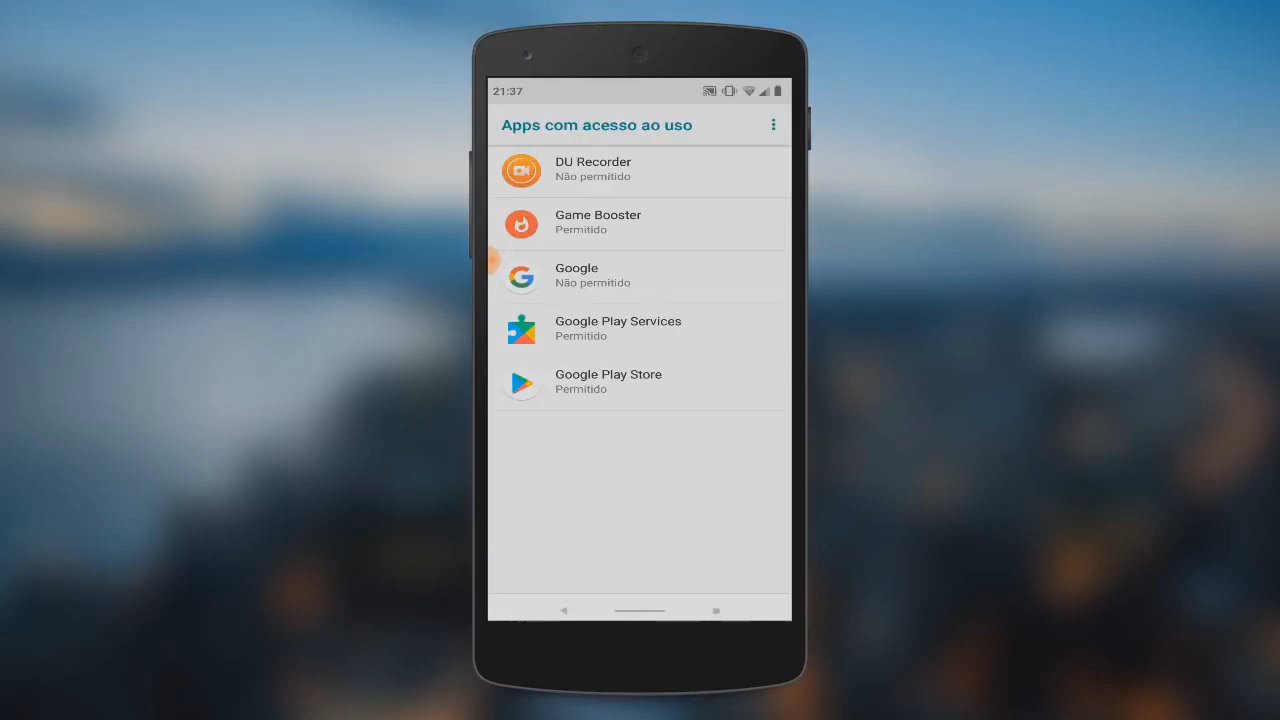 21:37
Apps com acesso ao uso
DU Recorder
Não permitido
Game Booster
Permitido
Google
Não permitido
Google Play Services
Permitido
Google Play Store
Permitido